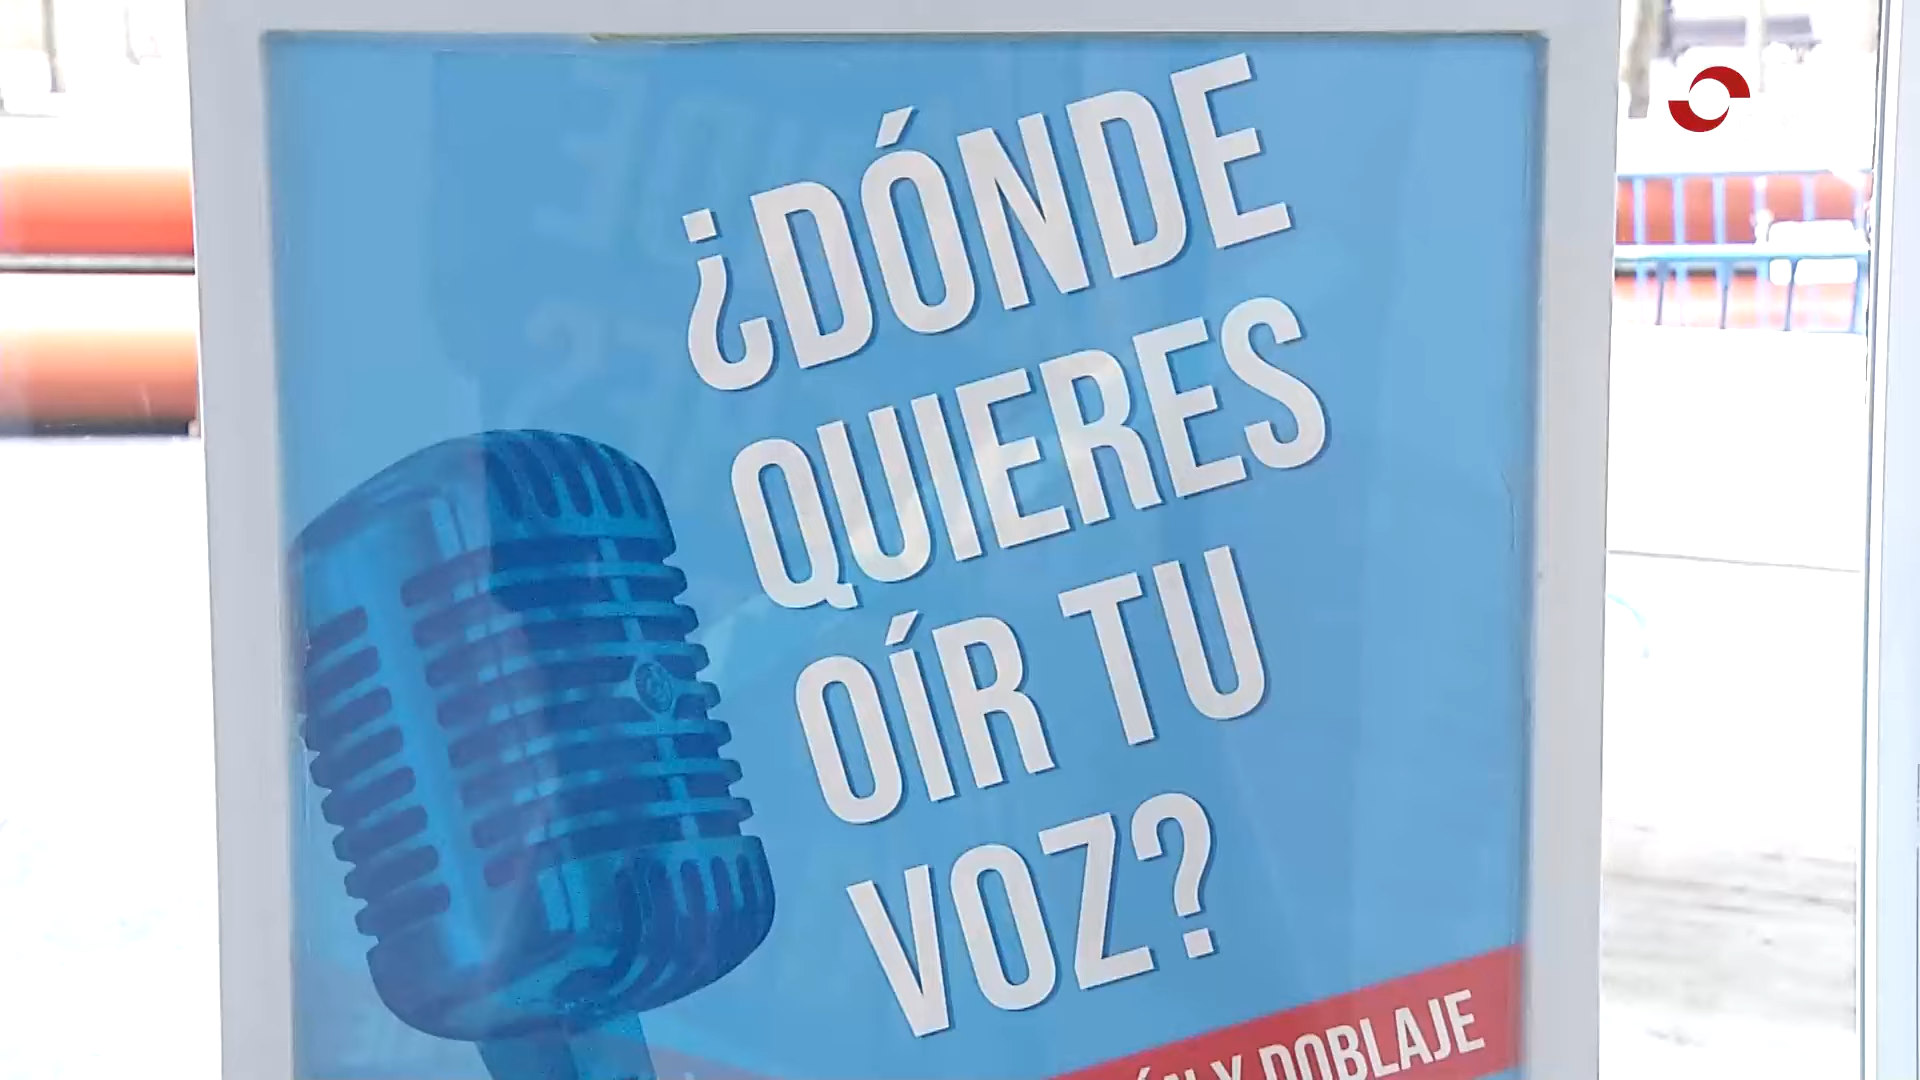 ¿DÓNDE
QUIERES
OÍR TU
VOZ?
Y DOBLAJE